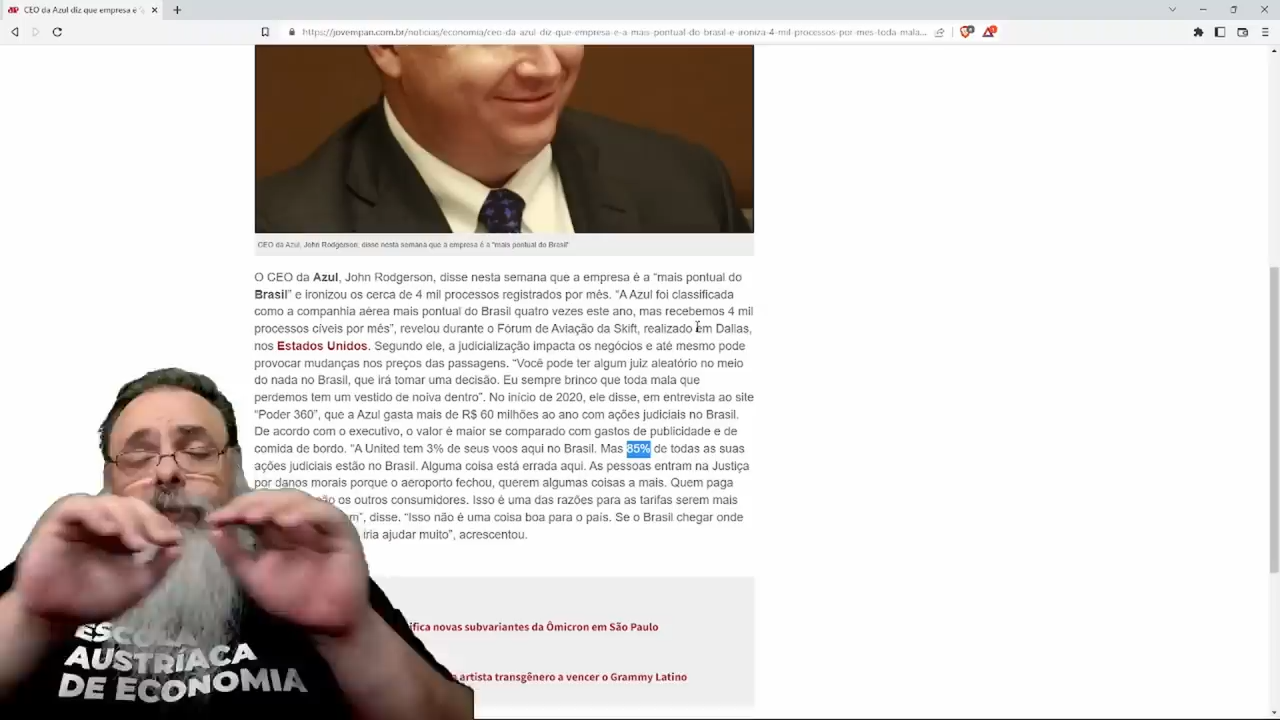 CEO da Azul diz que empresa é "
https://jovempan.com.br/noticias/economia/ceo-da-azul-diz-que-empresa-e-a-mais-pontual-do-brasil-e-ironiza-4-mil-processos-por-mes-toda-mala...
CEO da Azul, John Rodgerson, disse nesta semana que a empresa é a "mais pontual do Brasil"
O CEO da Azul, John Rodgerson, disse nesta semana que a empresa é a “mais pontual do
Brasil” e ironizou os cerca de 4 mil processos registrados por mês. “A Azul foi classificada
como a companhia aérea mais pontual do Brasil quatro vezes este ano, mas recebemos 4 mil
processos cíveis por mês”, revelou durante o Fórum de Aviação da Skift, realizado em Dallas,
nos Estados Unidos. Segundo ele, a judicialização impacta os negócios e até mesmo pode
provocar mudanças nos preços das passagens. “Você pode ter algum juiz aleatório no meio
do nada no Brasil, que irá tomar uma decisão. Eu sempre brinco que toda mala que
perdemos tem um vestido de noiva dentro”. No início de 2020, ele disse, em entrevista ao site
“Poder 360”, que a Azul gasta mais de R$ 60 milhões ao ano com ações judiciais no Brasil.
De acordo com o executivo, o valor é maior se comparado com gastos de publicidade e de
comida de bordo. “A United tem 3% de seus voos aqui no Brasil. Mas 85% de todas as suas
ações judiciais estão no Brasil. Alguma coisa está errada aqui. As pessoas entram na Justiça
por danos morais porque o aeroporto fechou, querem algumas coisas a mais. Quem paga
os outros consumidores. Isso é uma das razões para as tarifas serem mais
disse. “Isso não é uma coisa boa para o país. Se o Brasil chegar onde
iria ajudar muito”, acrescentou.
novas subvariantes da Ômicron em São Paulo
artista transgênero a vencer o Grammy Latino
ESCOLA
AUSTRÍACA
DE ECONOMIA